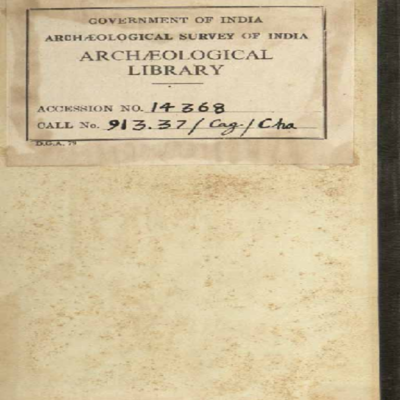 GOVERNMENT OF INDIA
ARCHÆOLOGICAL SURVEY OF INDIA
ARCHÆOLOGICAL
LIBRARY
ACCESSION NO. 14368
CALL No. 913.37/Cag./Cha
D.G.A. 79